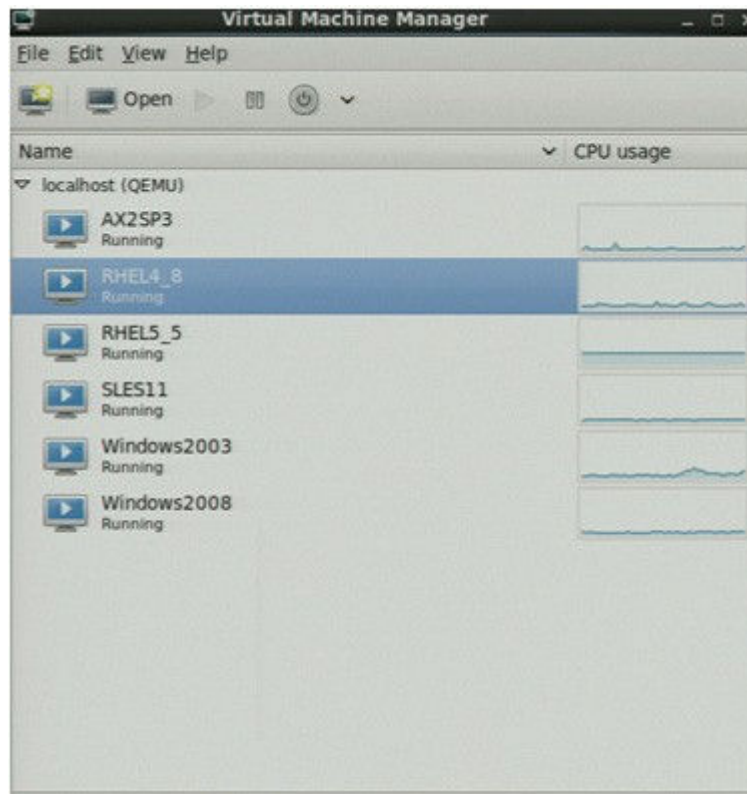 Virtual Machine Manager
File Edit View Help
Open
Name CPU usage
localhost (QEMU)
AX2SP3
Running
RHEL4_8
Running
RHEL5_5
Running
SLES11
Running
Windows2003
Running
Windows2008
Running